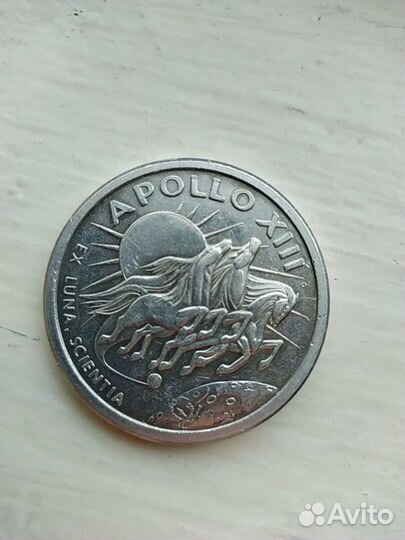 APOLLO XIII
EX LUNA, SCIENTIA
Avito